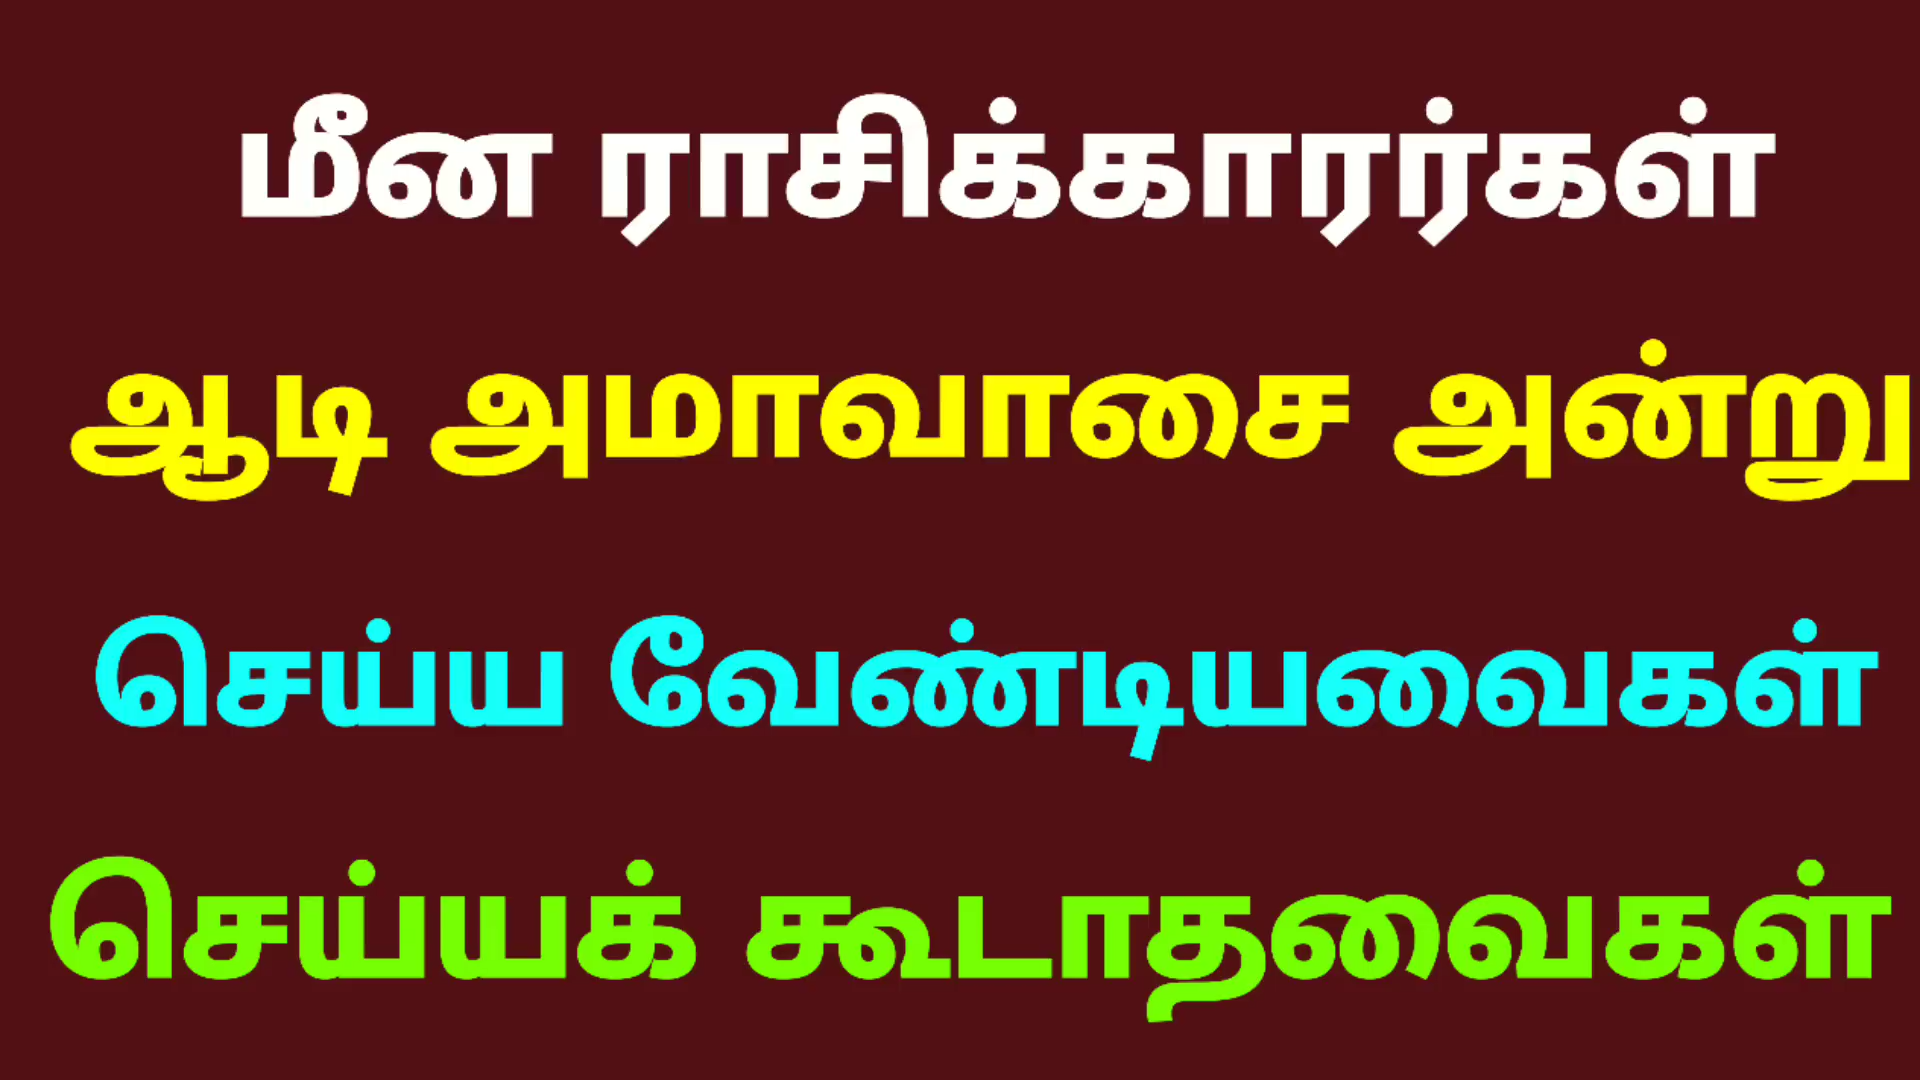 மீன ராசிக்காரர்கள்
ஆடி அமாவாசை அன்று
செய்ய வேண்டியவைகள்
செய்யக் கூடாதவைகள்